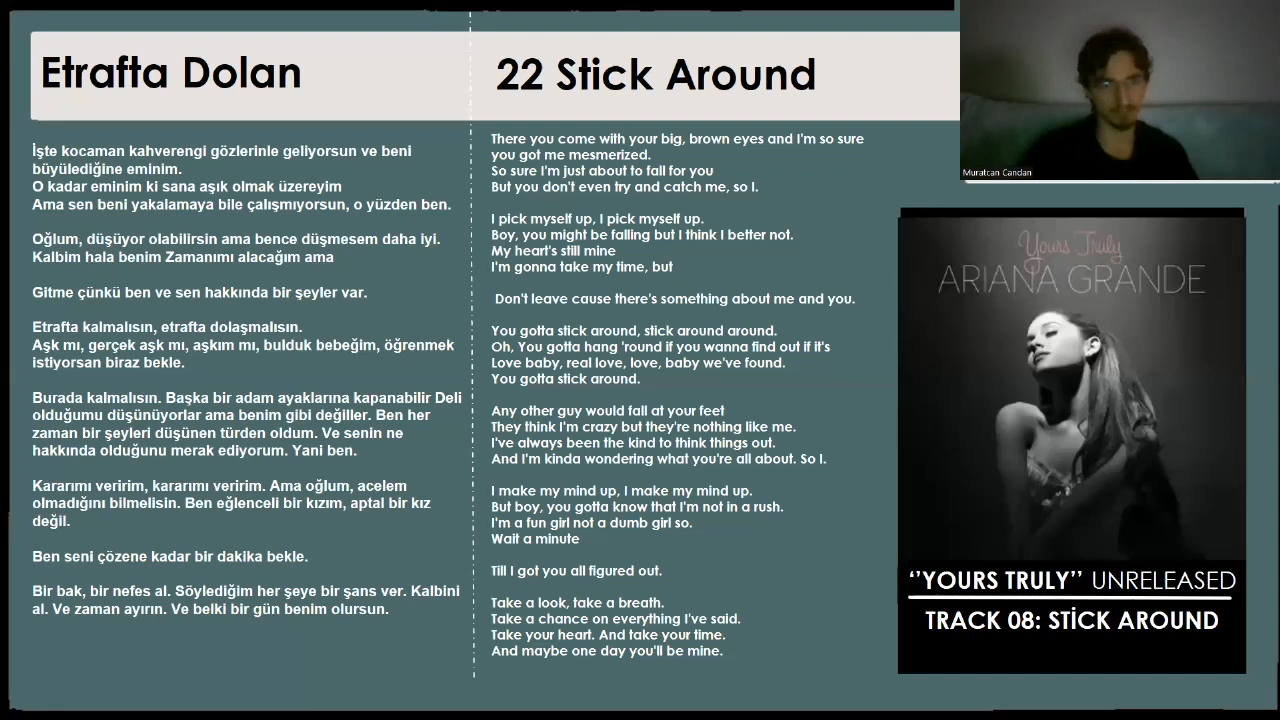 Etrafta Dolan
İşte kocaman kahverengi gözlerinle geliyorsun ve beni
büyülediğine eminim.
O kadar eminim ki sana aşık olmak üzereyim
Ama sen beni yakalamaya bile çalışmıyorsun, o yüzden ben.
Oğlum, düşüyor olabilirsin ama bence düşmesem daha iyi.
Kalbim hala benim Zamanımı alacağım ama
Gitme çünkü ben ve sen hakkında bir şeyler var.
Etrafta kalmalısın, etrafta dolaşmalısın.
Aşk mı, gerçek aşk mı, aşkım mı, bulduk bebeğim, öğrenmek
istiyorsan biraz bekle.
Burada kalmalısın. Başka bir adam ayaklarına kapanabilir Deli
olduğumu düşünüyorlar ama benim gibi değiller. Ben her
zaman bir şeyleri düşünen türden oldum. Ve senin ne
hakkında olduğunu merak ediyorum. Yani ben.
Kararımı veririm, kararımı veririm. Ama oğlum, acelem
olmadığını bilmelisin. Ben eğlenceli bir kızım, aptal bir kız
değil.
Ben seni çözene kadar bir dakika bekle.
Bir bak, bir nefes al. Söylediğim her şeye bir şans ver. Kalbini
al. Ve zaman ayırın. Ve belki bir gün benim olursun.
22 Stick Around
There you come with your big, brown eyes and I'm so sure
you got me mesmerized.
So sure I'm just about to fall for you
But you don't even try and catch me, so I.
I pick myself up, I pick myself up.
Boy, you might be falling but I think I better not.
My heart's still mine
I'm gonna take my time, but
Don't leave cause there's something about me and you.
You gotta stick around, stick around around.
Oh, You gotta hang 'round if you wanna find out if it's
Love baby, real love, love, baby we've found.
You gotta stick around.
Any other guy would fall at your feet
They think I'm crazy but they're nothing like me.
I've always been the kind to think things out.
And I'm kinda wondering what you're all about. So I.
I make my mind up, I make my mind up.
But boy, you gotta know that I'm not in a rush.
I'm a fun girl not a dumb girl so.
Wait a minute
Till I got you all figured out.
Take a look, take a breath.
Take a chance on everything I've said.
Take your heart. And take your time.
And maybe one day you'll be mine.
Muratcan Candan
Yours Truly
ARIANA GRANDE
‘’YOURS TRULY’’ UNRELEASED
TRACK 08: STİCK AROUND